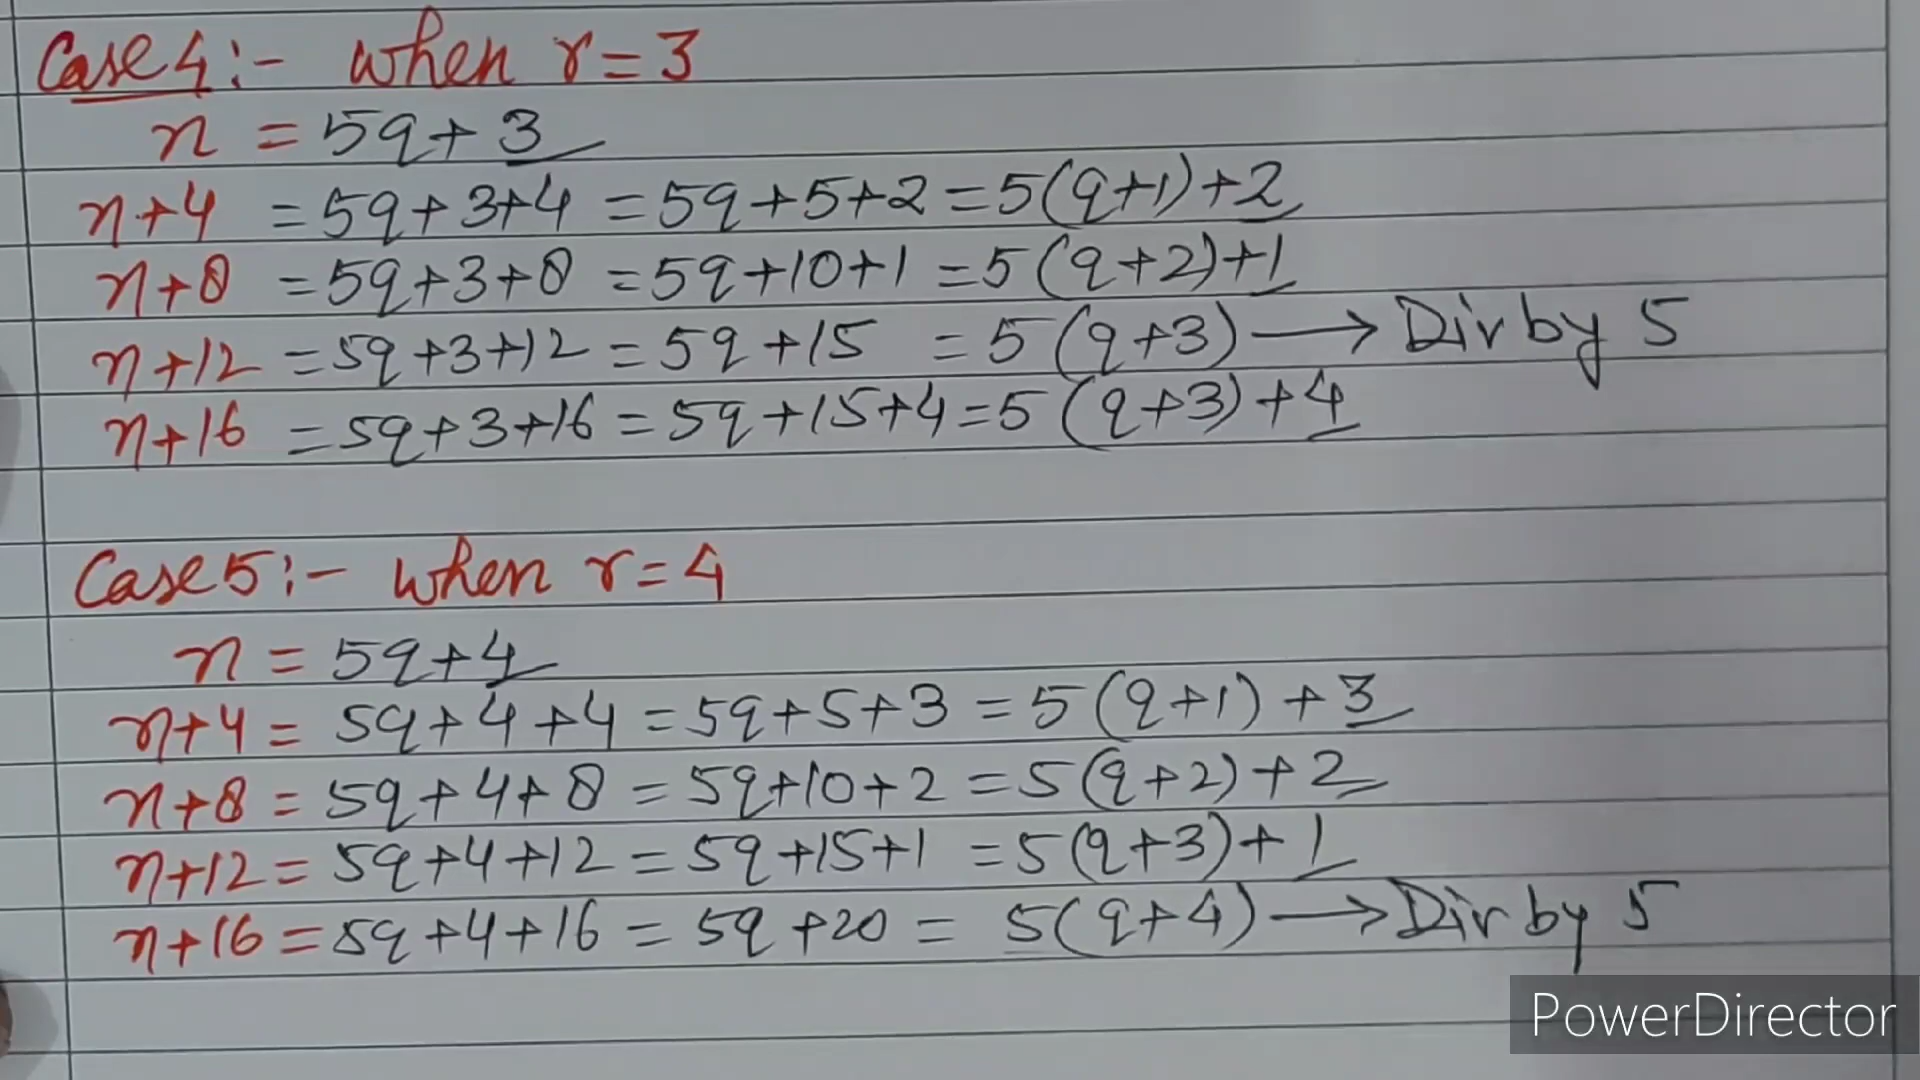 Case 4:- when r=3
n = 5q+3
n+4 = 5q+3+4 = 5q+5+2 = 5(q+1)+2
n+8 = 5q+3+8 = 5q+10+1 = 5(q+2)+1
n+12 = 5q+3+12 = 5q+15 = 5(q+3) → Div by 5
n+16 = 5q+3+16 = 5q+15+4 = 5(q+3)+4
Case 5:- when r=4
n = 5q+4
n+4 = 5q+4+4 = 5q+5+3 = 5(q+1)+3
n+8 = 5q+4+8 = 5q+10+2 = 5(q+2)+2
n+12 = 5q+4+12 = 5q+15+1 = 5(q+3)+1
n+16 = 5q+4+16 = 5q+20 = 5(q+4) → Div by 5
PowerDirector